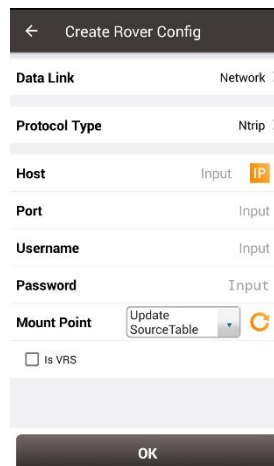 Create Rover Config
Data Link Network
Protocol Type Ntrip
Host Input IP
Port Input
Username Input
Password Input
Mount Point Update
SourceTable
Is VRS
OK